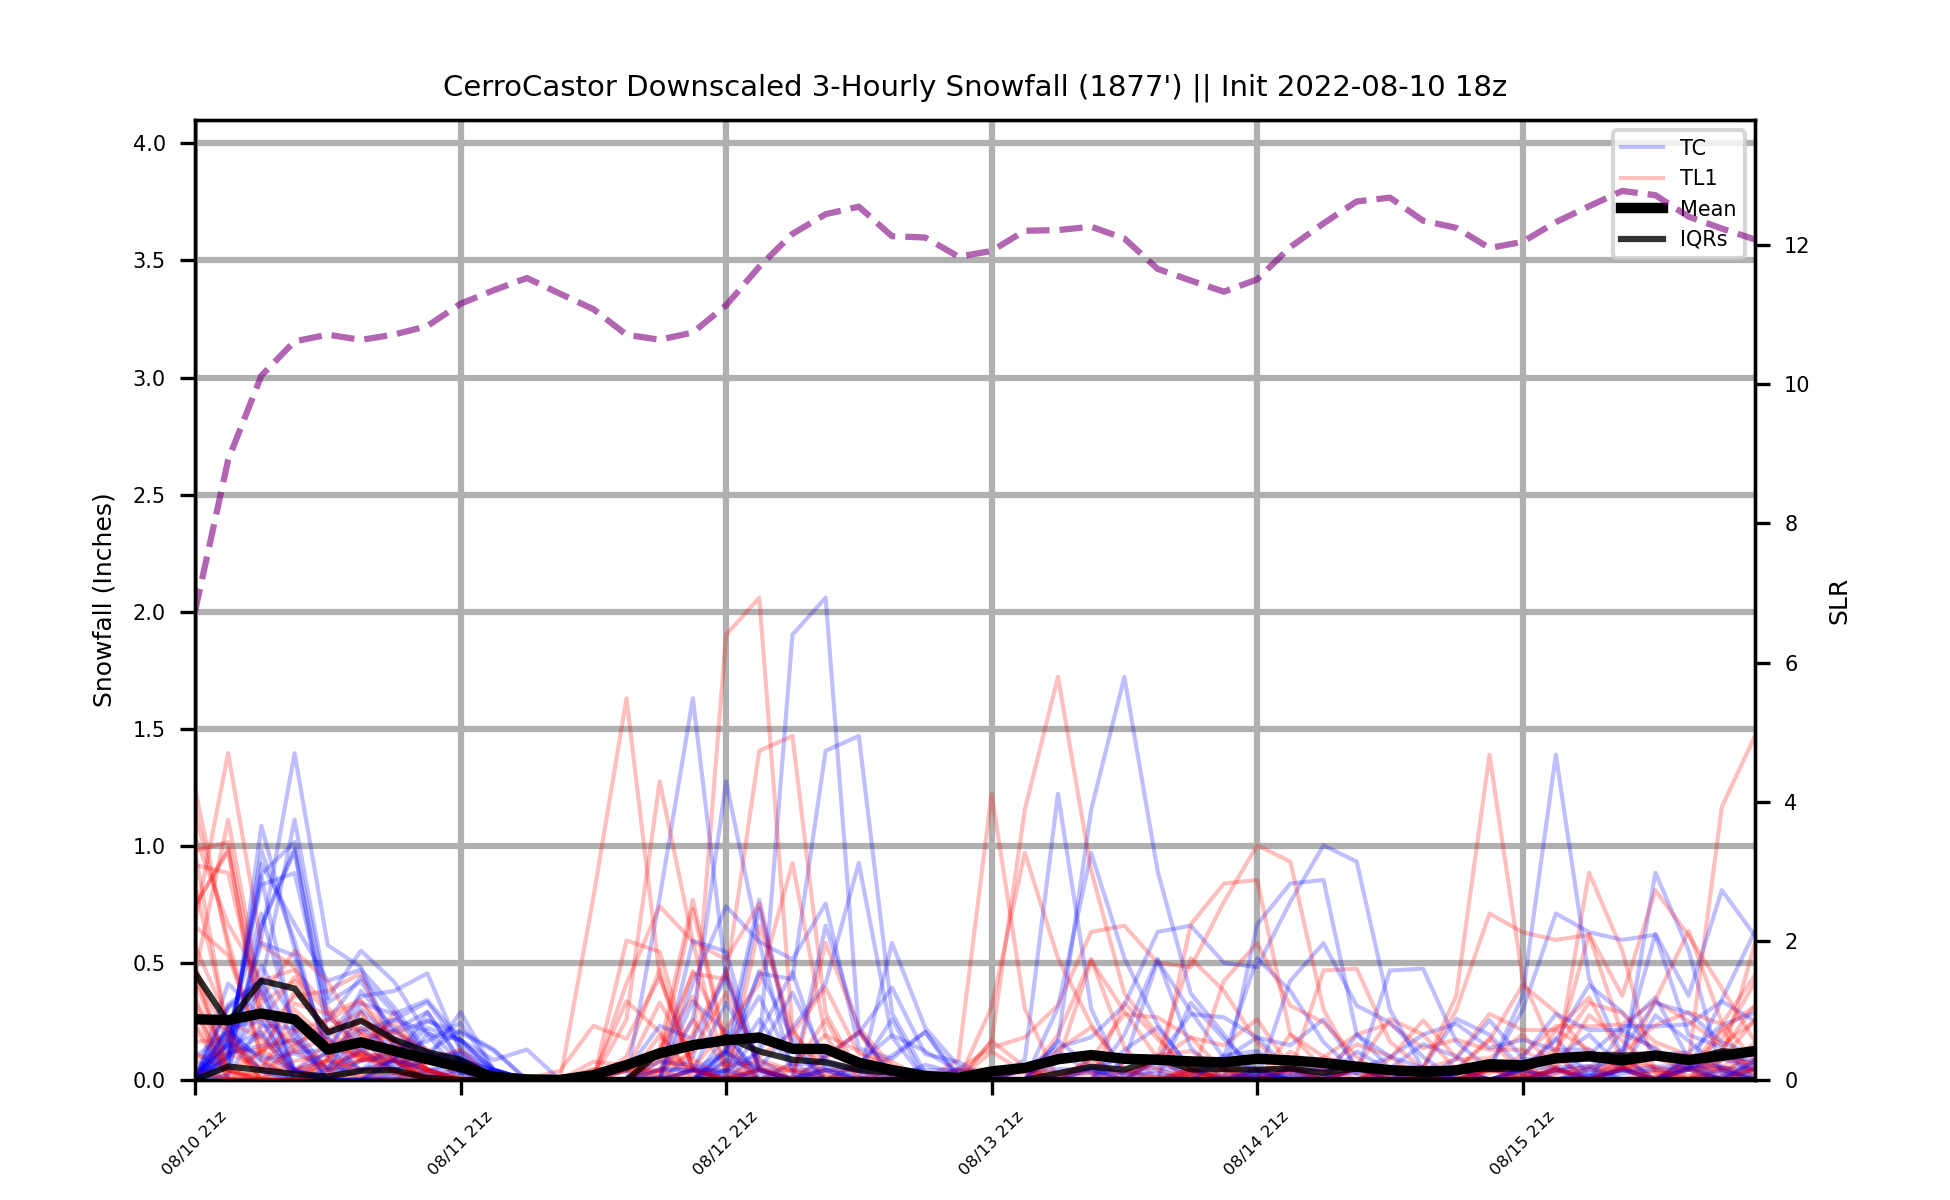 CerroCastor Downscaled 3-Hourly Snowfall (1877') || Init 2022-08-10 18z
TC
TL1
Mean
IQRs
4.0
3.5
3.0
2.5
2.0
1.5
1.0
0.5
0.0
Snowfall (Inches)
12
10
8
6
4
2
0
SLR
08/10 21z
08/11 21z
08/12 21z
08/13 21z
08/14 21z
08/15 21z